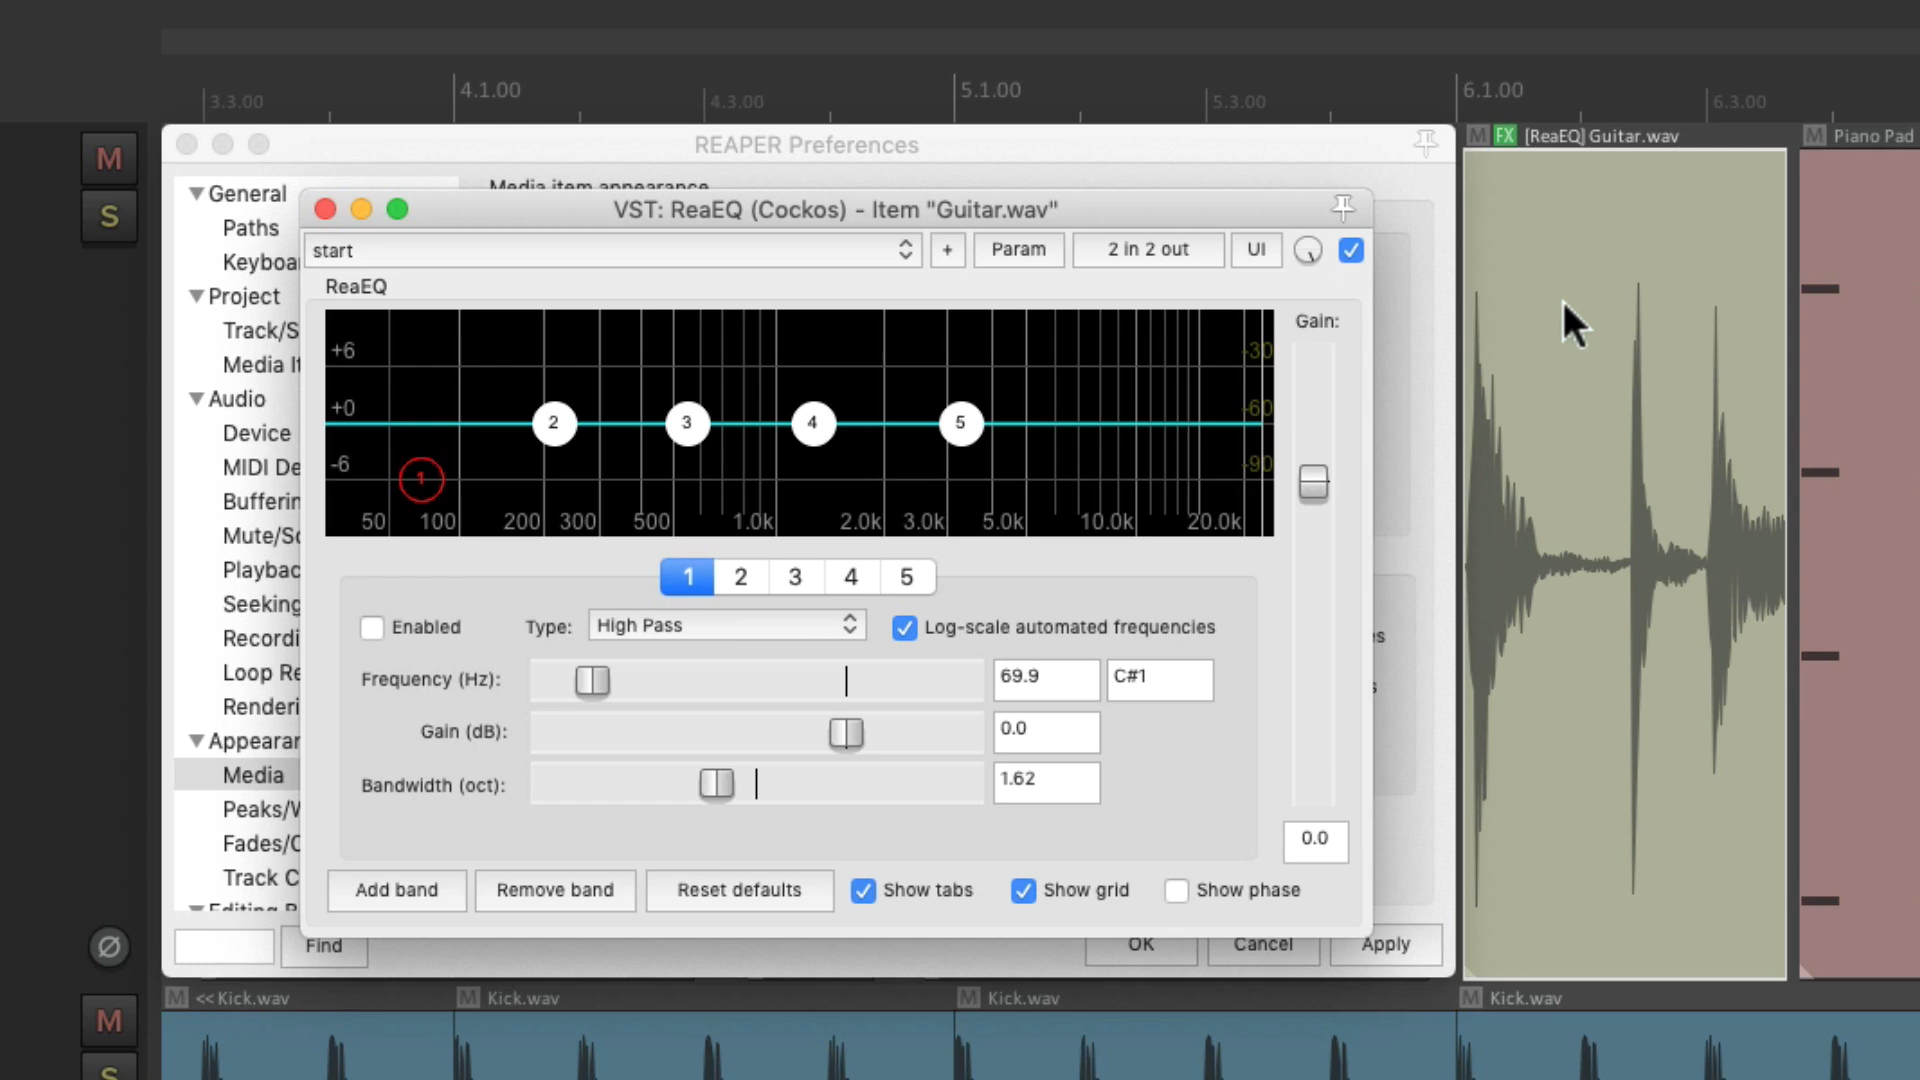 3.3.00 4.1.00 4.3.00 5.1.00 5.3.00 6.1.00 6.3.00
M
S
REAPER Preferences
M FX [ReaEQ] Guitar.wav
M Piano Pad
General
Paths
Keyboa
Project
Track/S
Media It
Audio
Device
MIDI De
Bufferin
Mute/So
Playbac
Seeking
Recordi
Loop Re
Renderi
Appearan
Media
Peaks/W
Fades/C
Track C
Find
Media item appearance
VST: ReaEQ (Cockos) - Item "Guitar.wav"
start + Param 2 in 2 out UI
ReaEQ
Gain:
+6 -30
+0 -60
-6 -90
1 2 3 4 5
50 100 200 300 500 1.0k 2.0k 3.0k 5.0k 10.0k 20.0k
1 2 3 4 5
Enabled Type: High Pass Log-scale automated frequencies
Frequency (Hz): 69.9 C#1
Gain (dB): 0.0
Bandwidth (oct): 1.62
0.0
Add band Remove band Reset defaults Show tabs Show grid Show phase
OK Cancel Apply
M << Kick.wav M Kick.wav M Kick.wav M Kick.wav
M
S